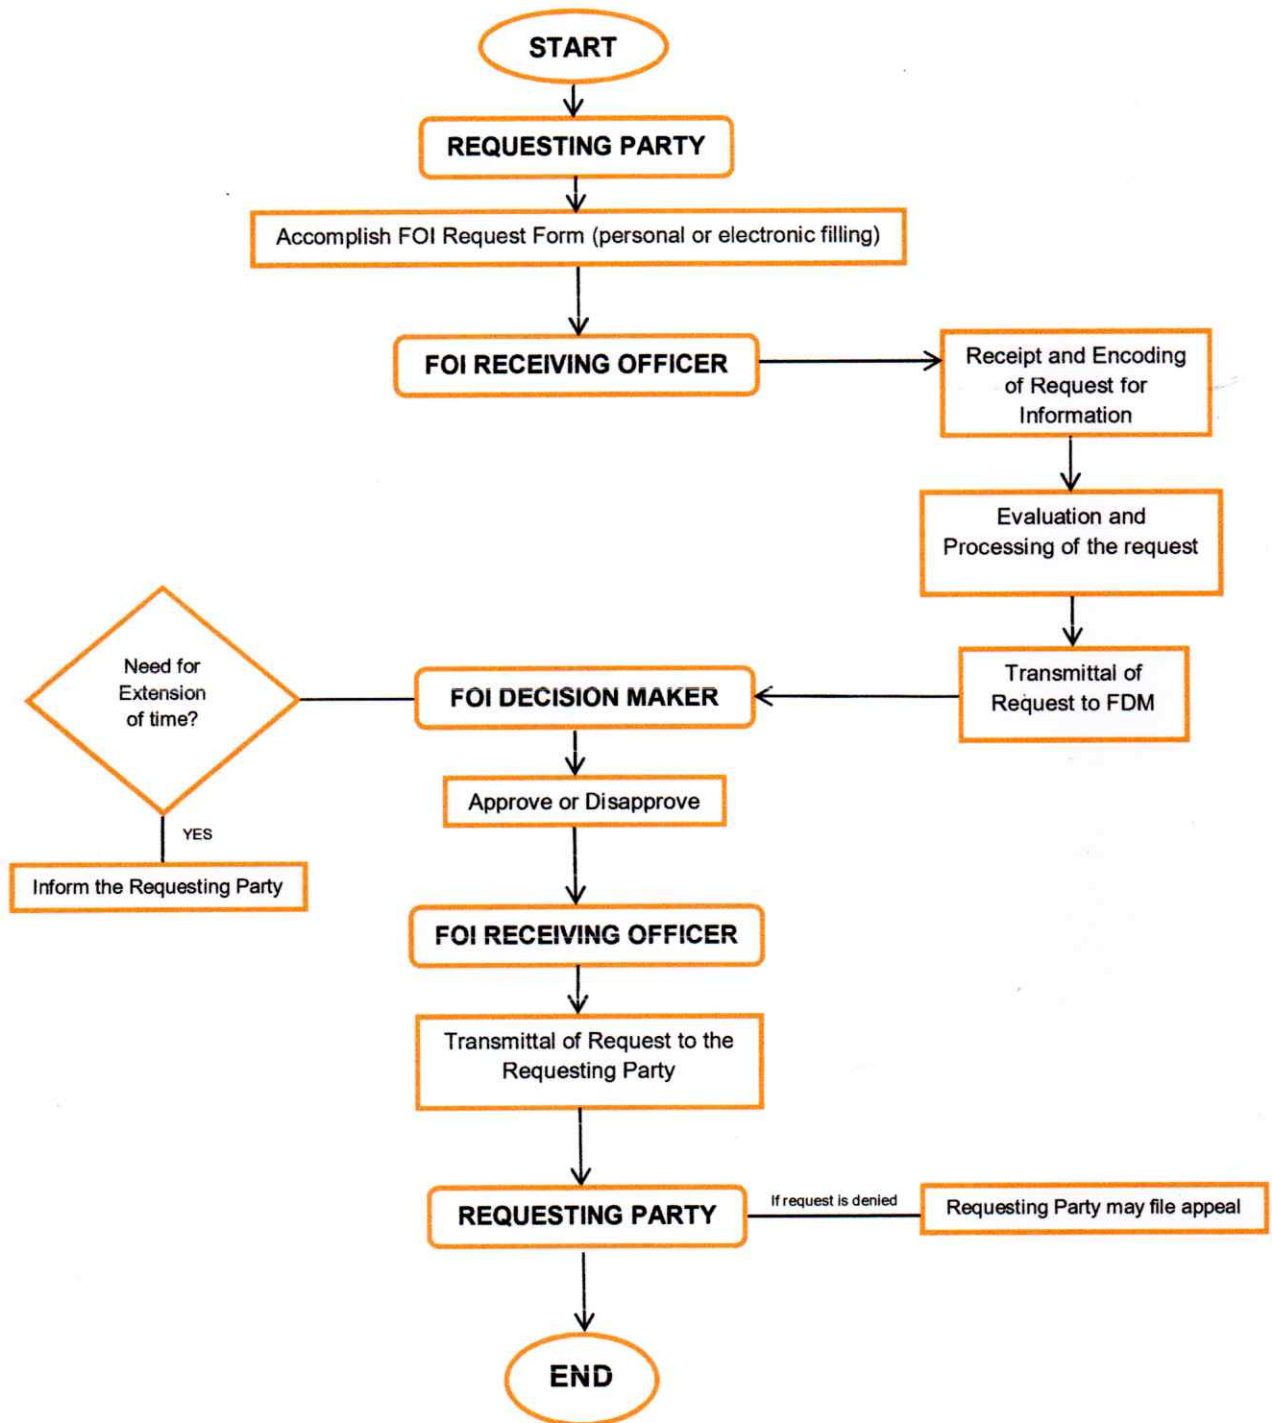 START
REQUESTING PARTY
Accomplish FOI Request Form (personal or electronic filling)
FOI RECEIVING OFFICER
Receipt and Encoding
of Request for
Information
Evaluation and
Processing of the request
Transmittal of
Request to FDM
FOI DECISION MAKER
Need for
Extension
of time?
YES
Inform the Requesting Party
Approve or Disapprove
FOI RECEIVING OFFICER
Transmittal of Request to the
Requesting Party
REQUESTING PARTY
If request is denied
Requesting Party may file appeal
END